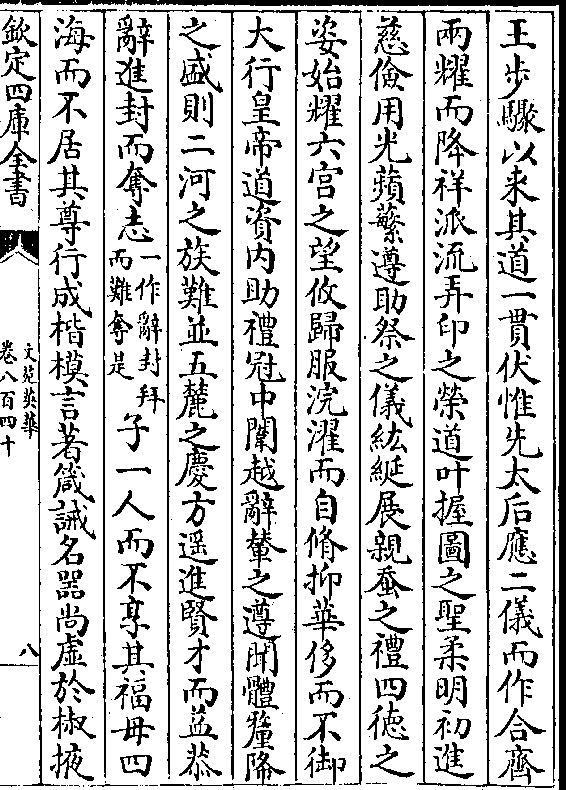 王步驟以来其道一貫伏惟先太后應二儀而作合齊
兩耀而降祥派流弄印之榮道叶握圖之聖柔明初進
慈儉用光蘋蘩遵助祭之儀紘綖展親蚕之禮四徳之
姿始耀六宫之望攸歸服浣濯而自脩抑華侈而不御
大行皇帝道資内助禮冠中闈越辭輦之遵聞體釐降
之盛則二河之族難並五麓之慶方遥進賢才而益恭
辭進封而奪志一作辭封拜而難奪是子一人而不享其福母四
海而不居其尊行成楷模言著箴誡名器尚虚於椒掖
欽定四庫全書
文苑英華
卷八百四十
八